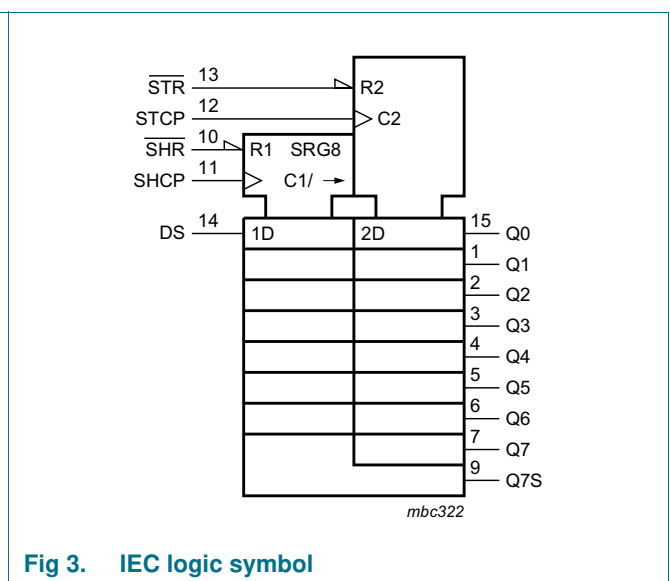 S̅T̅R̅ 13 R2
STCP 12 C2
S̅H̅R̅ 10 R1 SRG8
SHCP 11 C1/ →
DS 14 1D 2D 15 Q0
1 Q1
2 Q2
3 Q3
4 Q4
5 Q5
6 Q6
7 Q7
9 Q7S
mbc322
Fig 3. IEC logic symbol